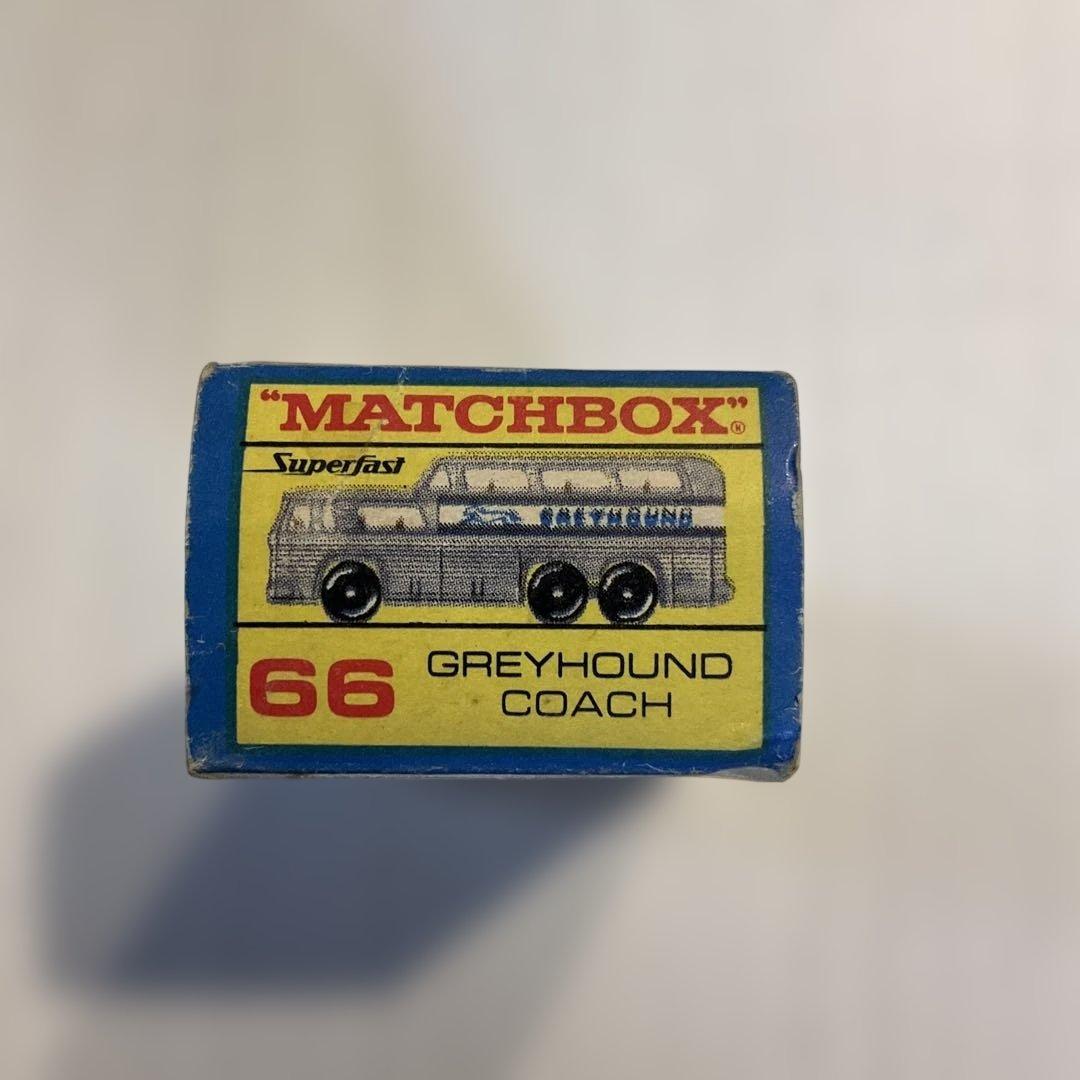 "MATCHBOX"®
Superfast
GREYHOUND
66
GREYHOUND
COACH